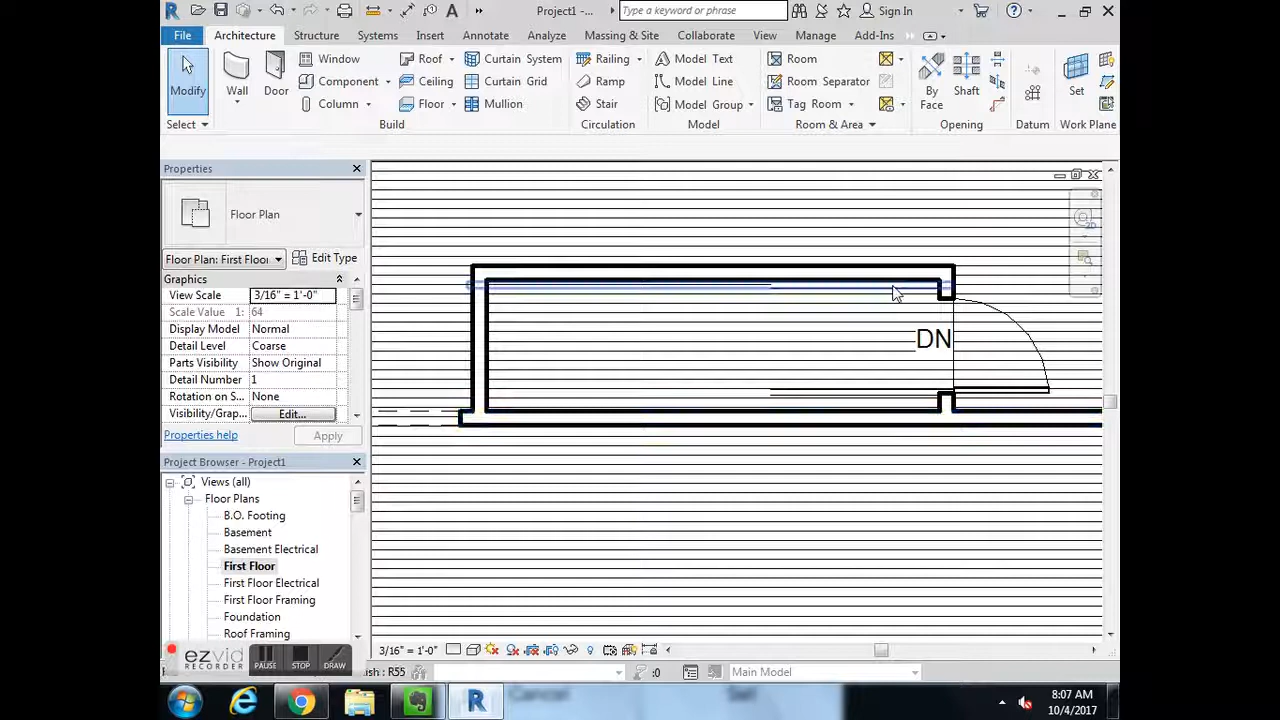 Project1 -...
Type a keyword or phrase
Sign In
File
Architecture
Structure
Systems
Insert
Annotate
Analyze
Massing & Site
Collaborate
View
Manage
Add-Ins
Modify
Wall
Door
Window
Component
Column
Roof
Ceiling
Floor
Curtain System
Curtain Grid
Mullion
Railing
Ramp
Stair
Model Text
Model Line
Model Group
Room
Room Separator
Tag Room
By
Face
Shaft
Set
Select
Build
Circulation
Model
Room & Area
Opening
Datum
Work Plane
Properties
Floor Plan
Floor Plan: First Floor
Edit Type
Graphics
View Scale
3/16" = 1'-0"
Scale Value 1:
64
Display Model
Normal
Detail Level
Coarse
Parts Visibility
Show Original
Detail Number
1
Rotation on S...
None
Visibility/Grap...
Edit...
Properties help
Apply
Project Browser - Project1
Views (all)
Floor Plans
B.O. Footing
Basement
Basement Electrical
First Floor
First Floor Electrical
First Floor Framing
Foundation
Roof Framing
DN
3/16" = 1'-0"
ezvid
RECORDER
PAUSE
STOP
DRAW
ish : R55
:0
Main Model
Cancel
8:07 AM
10/4/2017